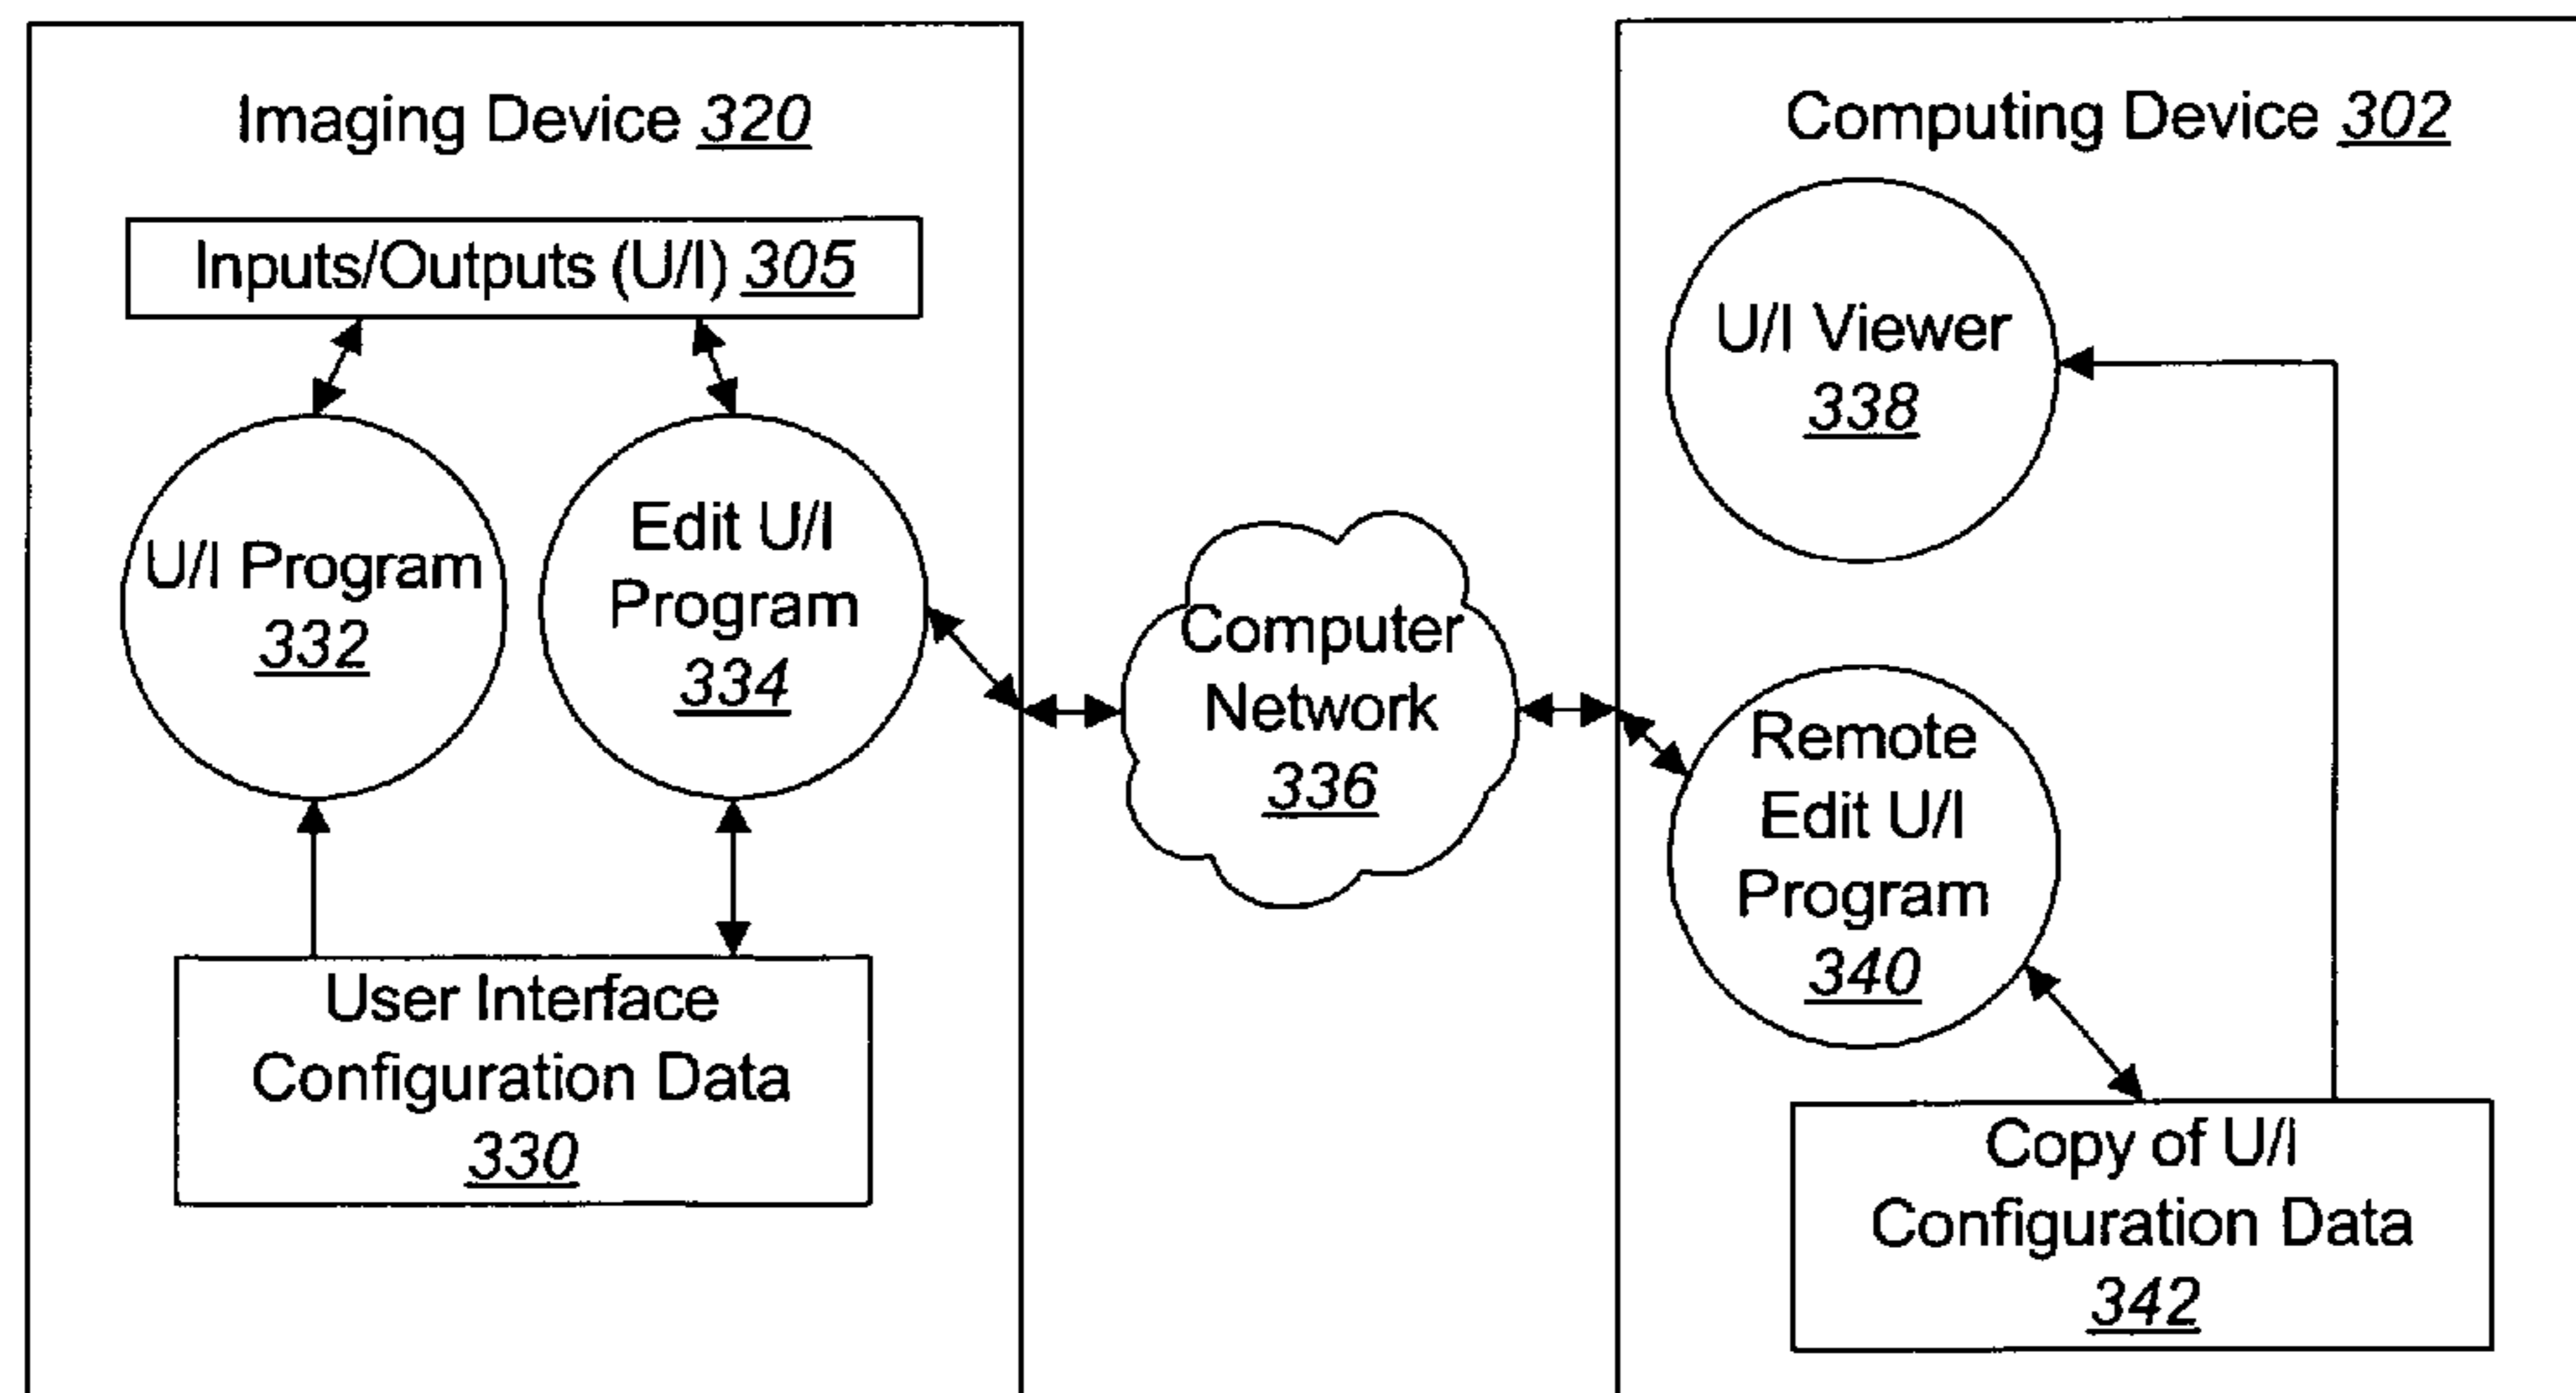 Imaging Device 320
Inputs/Outputs (U/I) 305
U/I Program
332
Edit U/I
Program
334
User Interface
Configuration Data
330
Computer
Network
336
Computing Device 302
U/I Viewer
338
Remote
Edit U/I
Program
340
Copy of U/I
Configuration Data
342